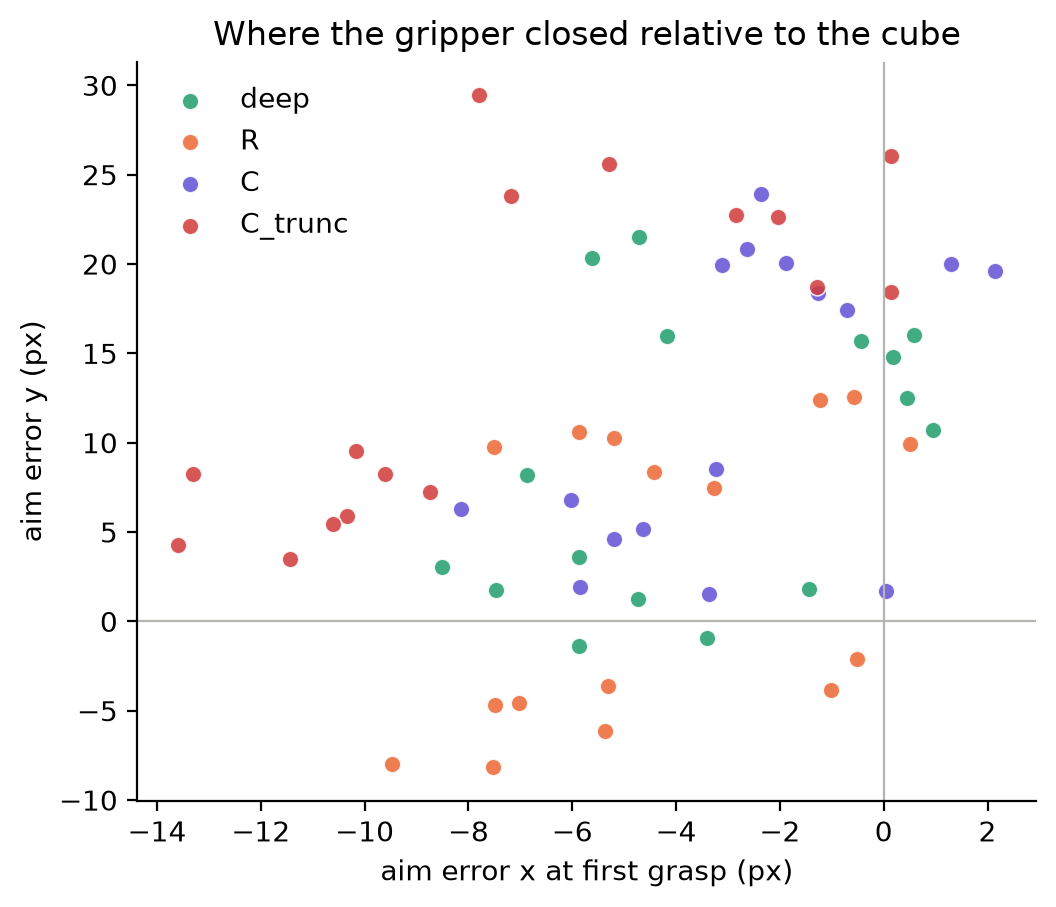 Where the gripper closed relative to the cube
deep
R
C
C_trunc
aim error y (px)
30
25
20
15
10
5
0
−5
−10
−14
−12
−10
−8
−6
−4
−2
0
2
aim error x at first grasp (px)